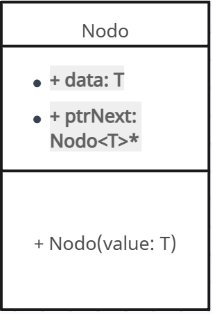 Nodo
+ data: T
+ ptrNext:
Nodo<T>*
+ Nodo(value: T)